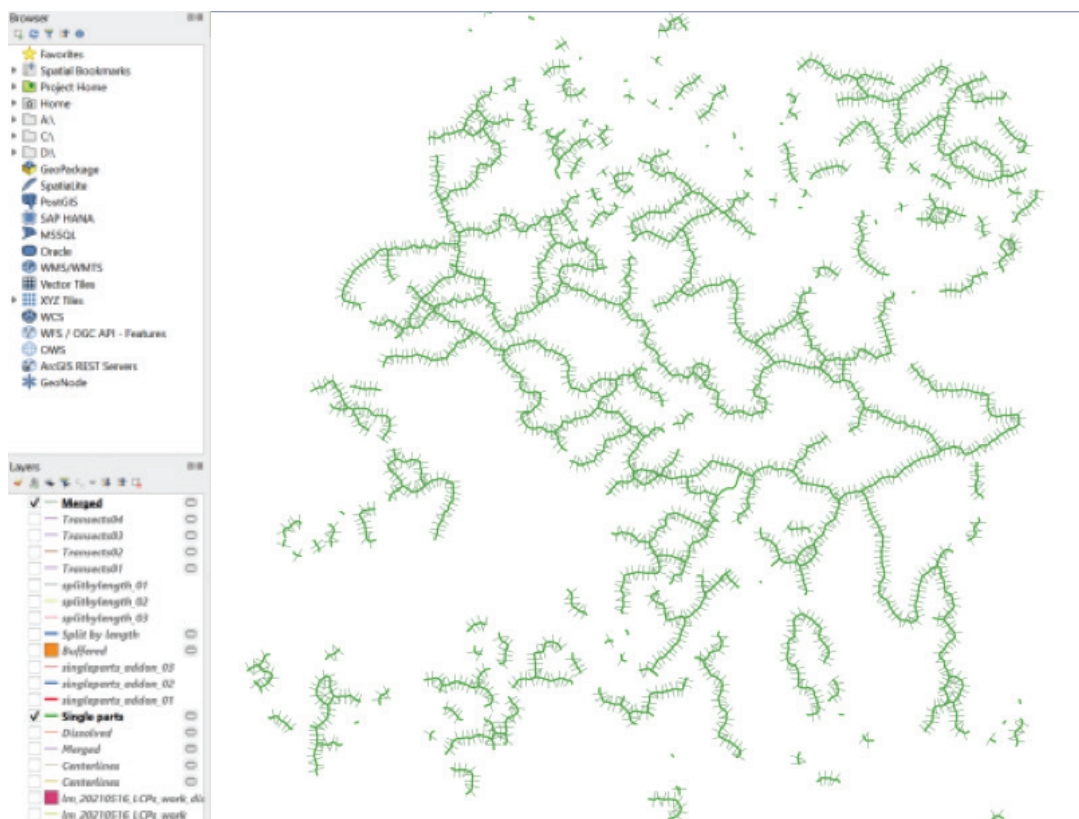 Browser
Favorites
Spatial Bookmarks
Project Home
Home
A:\
C:\
D:\
GeoPackage
SpatiaLite
PostGIS
SAP HANA
MSSQL
Oracle
WMS/WMTS
Vector Tiles
XYZ Tiles
WCS
WFS / OGC API - Features
OWS
ArcGIS REST Servers
GeoNode
Layers
Merged
Transects04
Transects03
Transects02
Transects01
splitbylength_01
splitbylength_02
splitbylength_03
Split by length
Buffered
singleparts_addon_03
singleparts_addon_02
singleparts_addon_01
Single parts
Dissolved
Merged
Centerlines
Centerlines
lm_20210516_LCPs_work_dis
lm_20210516_LCPs_work